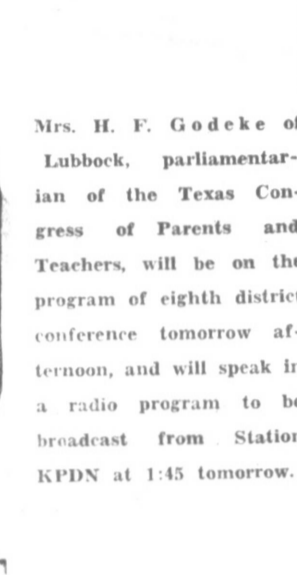 Mrs. H. F. Godeke of
Lubbock, parliamentar-
ian of the Texas Con-
gress of Parents and
Teachers, will be on the
program of eighth district
conference tomorrow af-
ternoon, and will speak in
a radio program to be
broadcast from Station
KPDN at 1:45 tomorrow.